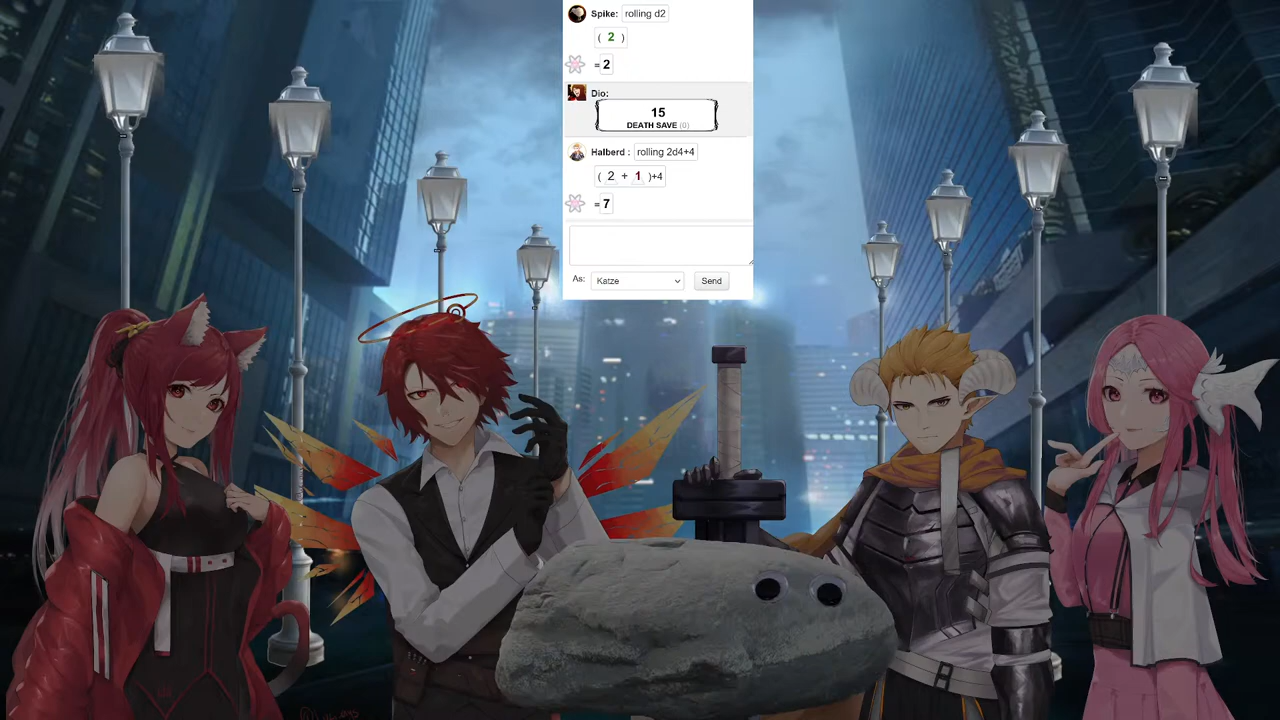 Spike: rolling d2
( 2 )
= 2
Dio:
15
DEATH SAVE (0)
Halberd : rolling 2d4+4
( 2 + 1 )+4
= 7
As: Katze Send